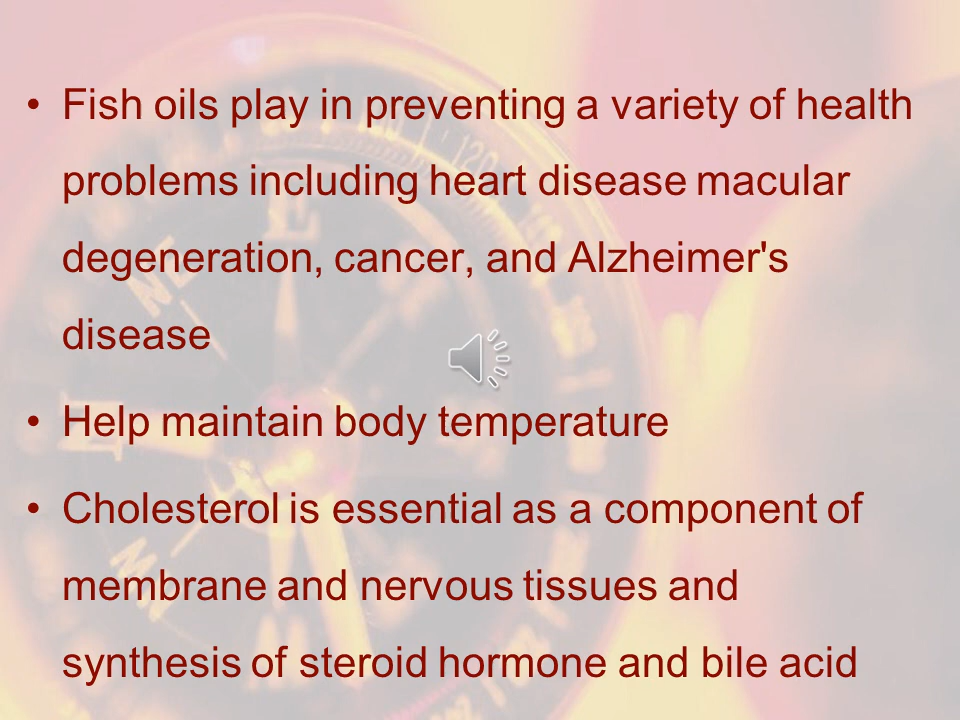 • Fish oils play in preventing a variety of health
problems including heart disease macular
degeneration, cancer, and Alzheimer's
disease
• Help maintain body temperature
• Cholesterol is essential as a component of
membrane and nervous tissues and
synthesis of steroid hormone and bile acid
120
NE
E